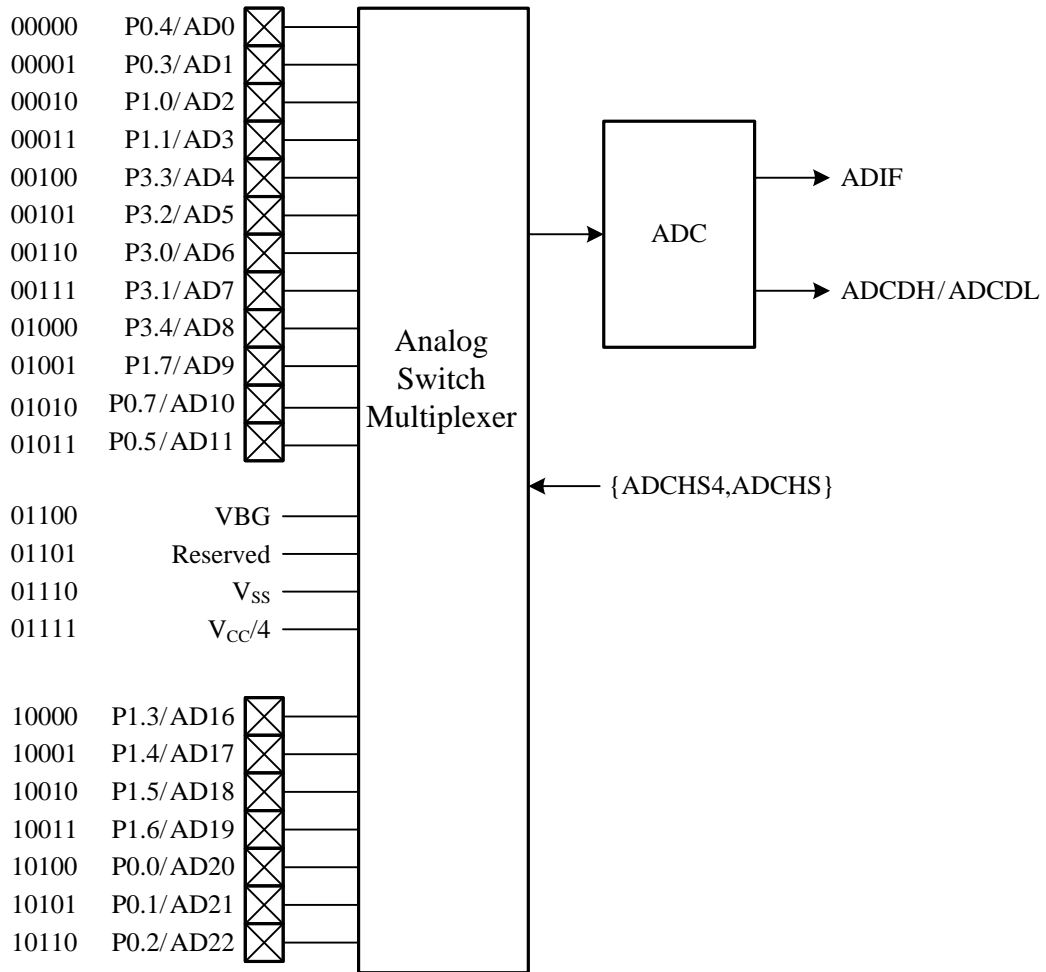 00000 P0.4/AD0
00001 P0.3/AD1
00010 P1.0/AD2
00011 P1.1/AD3
00100 P3.3/AD4
00101 P3.2/AD5
00110 P3.0/AD6
00111 P3.1/AD7
01000 P3.4/AD8
01001 P1.7/AD9
01010 P0.7/AD10
01011 P0.5/AD11
01100 VBG
01101 Reserved
01110 VSS
01111 VCC/4
10000 P1.3/AD16
10001 P1.4/AD17
10010 P1.5/AD18
10011 P1.6/AD19
10100 P0.0/AD20
10101 P0.1/AD21
10110 P0.2/AD22
Analog
Switch
Multiplexer
ADC
ADIF
ADCDH/ADCDL
{ADCHS4,ADCHS}